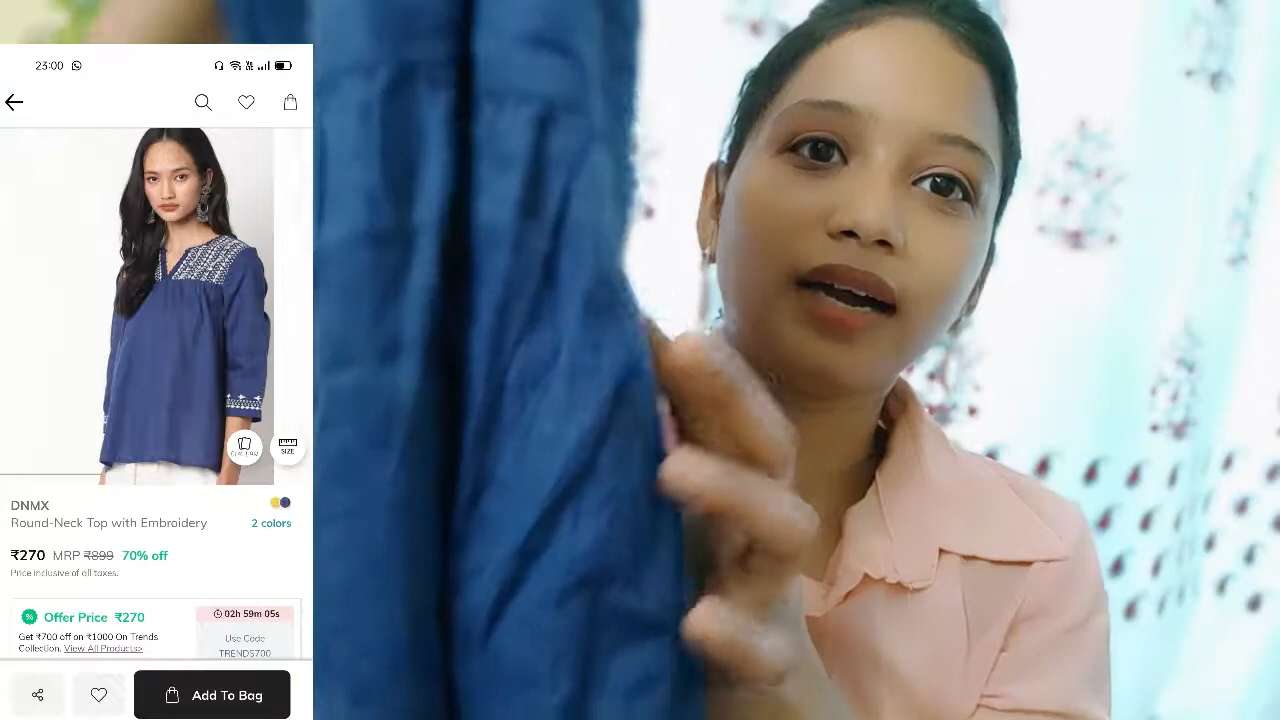 23:00
SIZE
DNMX
Round-Neck Top with Embroidery
2 colors
₹270 MRP ₹899 70% off
Price inclusive of all taxes.
Offer Price ₹270
02h 59m 05s
Get ₹700 off on ₹1000 On Trends
Collection. View All Products>
Use Code
TRENDS700
Add To Bag